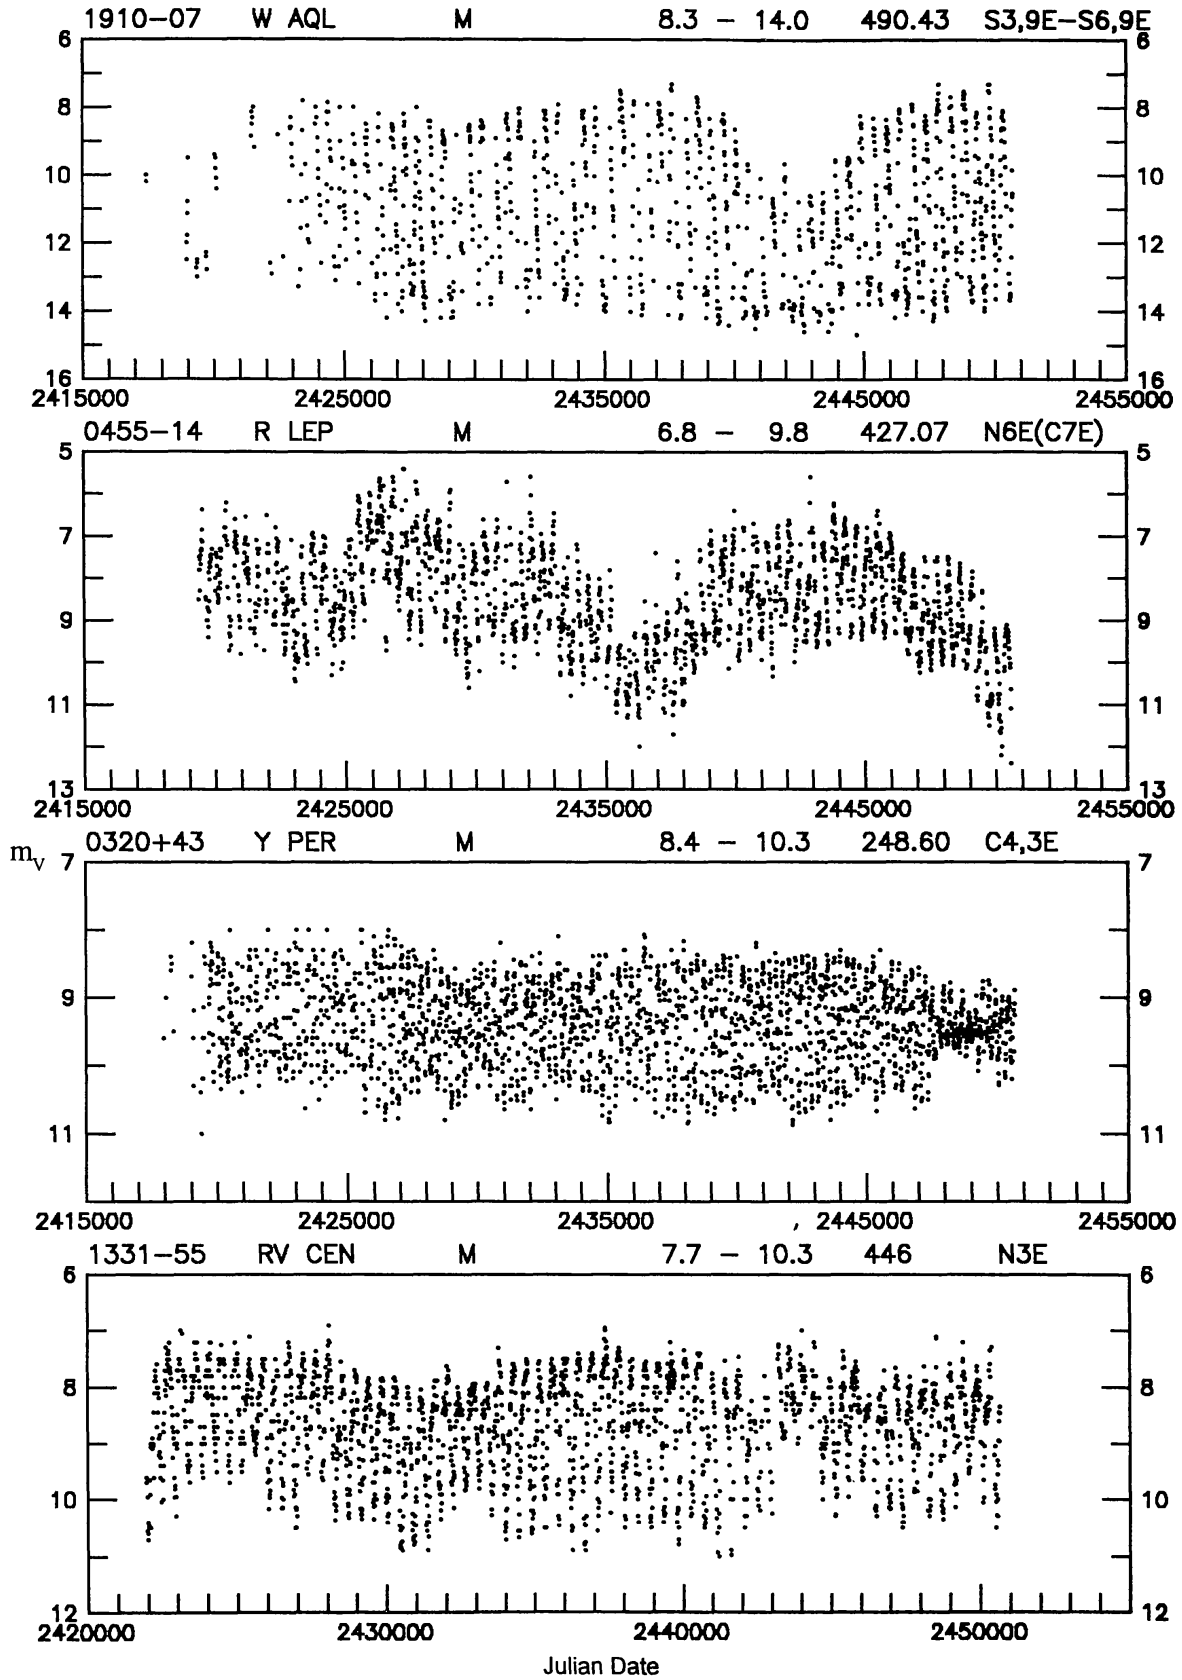 1910-07 W AQL M 8.3 - 14.0 490.43 S3,9E-S6,9E
6 6
8 8
10 10
12 12
14 14
16 16
2415000 2425000 2435000 2445000 2455000
0455-14 R LEP M 6.8 - 9.8 427.07 N6E(C7E)
5 5
7 7
9 9
11 11
13 13
2415000 2425000 2435000 2445000 2455000
0320+43 Y PER M 8.4 - 10.3 248.60 C4,3E
mv 7 7
9 9
11 11
2415000 2425000 2435000 2445000 2455000
1331-55 RV CEN M 7.7 - 10.3 446 N3E
6 6
8 8
10 10
12 12
2420000 2430000 2440000 2450000
Julian Date